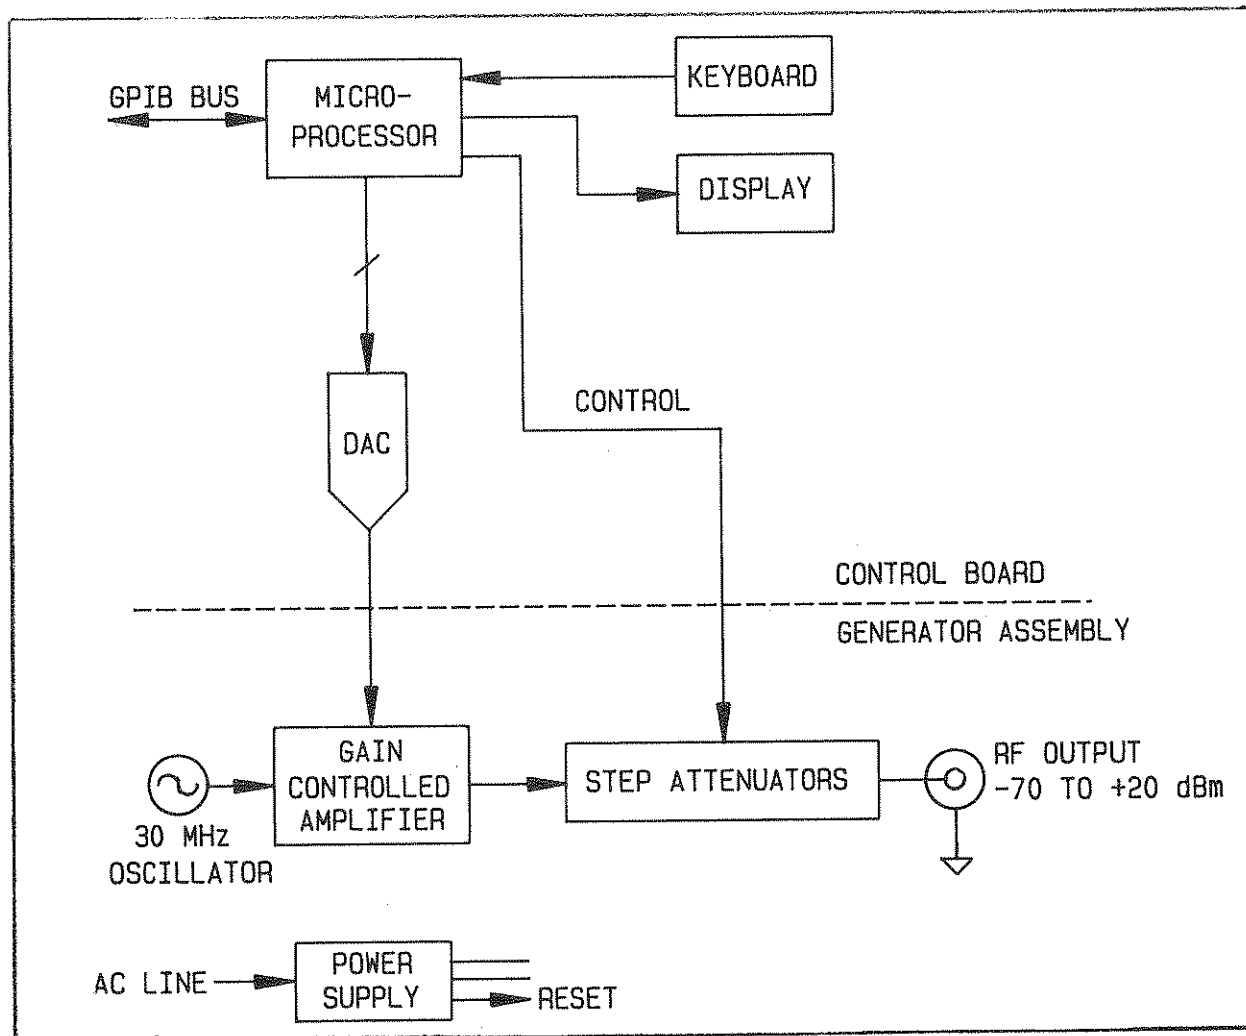 KEYBOARD
GPIB BUS
MICRO-
PROCESSOR
DISPLAY
CONTROL
DAC
CONTROL BOARD
GENERATOR ASSEMBLY
GAIN
CONTROLLED
AMPLIFIER
STEP ATTENUATORS
RF OUTPUT
-70 TO +20 dBm
30 MHz
OSCILLATOR
AC LINE
POWER
SUPPLY
RESET